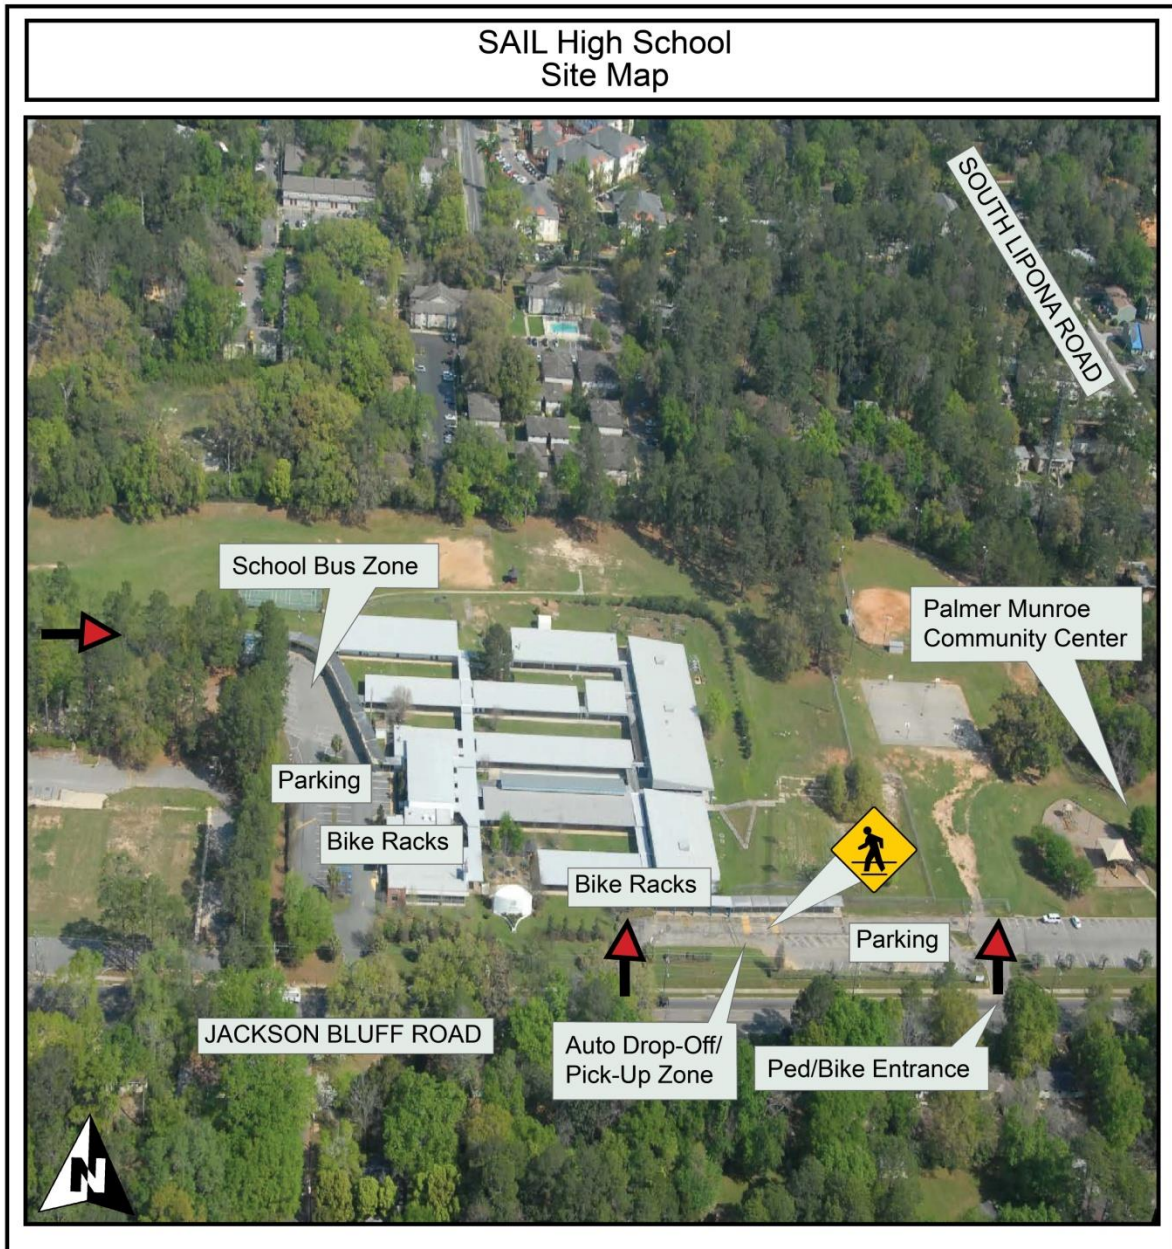 SAIL High School
Site Map
SOUTH LIPONA ROAD
School Bus Zone
Palmer Munroe
Community Center
Parking
Bike Racks
Bike Racks
Parking
JACKSON BLUFF ROAD
Auto Drop-Off/
Pick-Up Zone
Ped/Bike Entrance
N